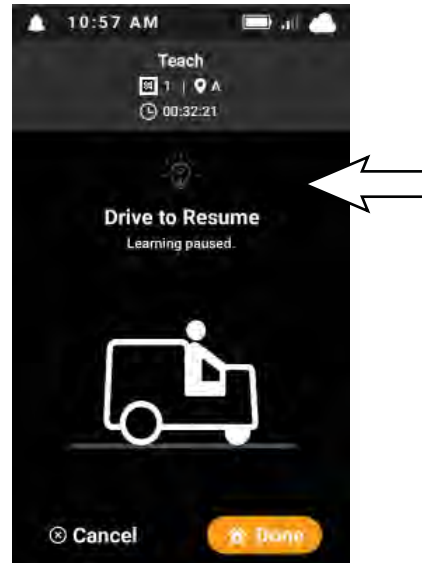 10:57 AM
Teach
1 | A
00:32:21
Drive to Resume
Learning paused.
Cancel
Done